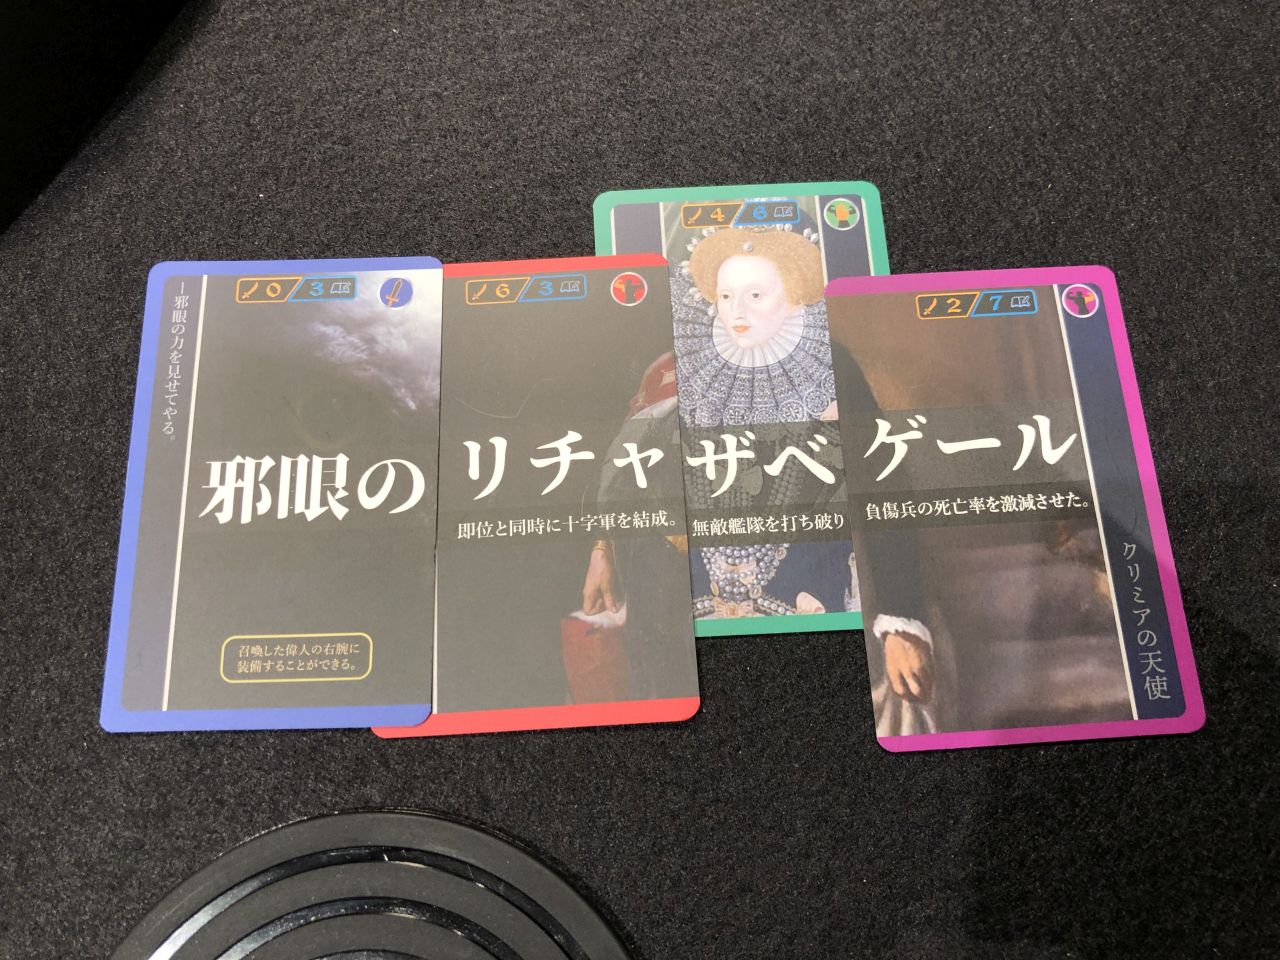 0/3
一邪眼の力を見せてやる。
邪眼の
召喚した偉人の右腕に
装備することができる。
6/3
リチャ
即位と同時に十字軍を結成。
4/6
ザベ
無敵艦隊を打ち破り
2/7
ゲール
負傷兵の死亡率を激減させた。
クリミアの天使